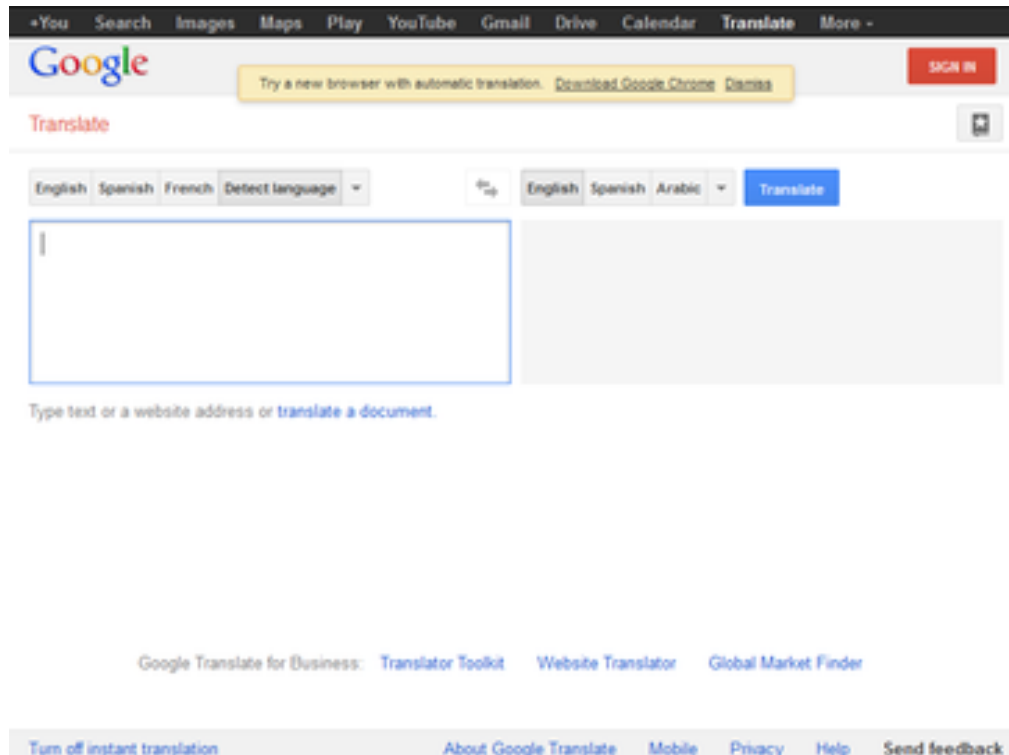 +You Search Images Maps Play YouTube Gmail Drive Calendar Translate More
Google
Try a new browser with automatic translation. Download Google Chrome Dismiss
SIGN IN
Translate
English Spanish French Detect language
English Spanish Arabic Translate
Type text or a website address or translate a document.
Google Translate for Business: Translator Toolkit Website Translator Global Market Finder
Turn off instant translation About Google Translate Mobile Privacy Help Send feedback